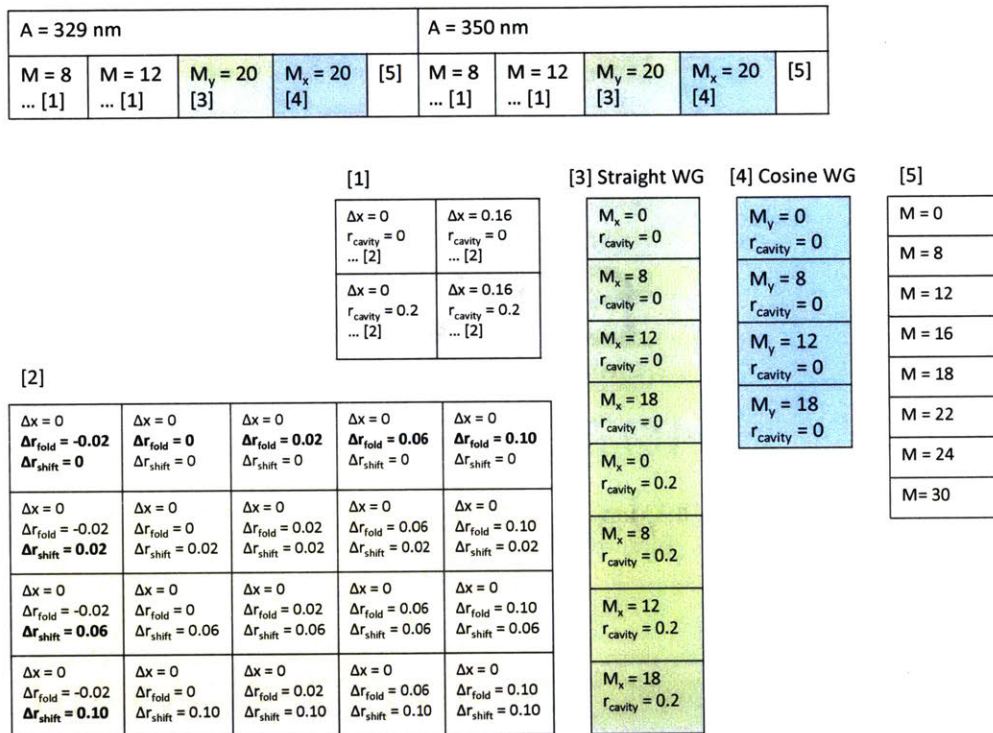 A = 329 nm
A = 350 nm
M = 8
... [1]
M = 12
... [1]
My = 20
[3]
Mx = 20
[4]
[5]
M = 8
... [1]
M = 12
... [1]
My = 20
[3]
Mx = 20
[4]
[5]
[1]
Δx = 0
rcavity = 0
... [2]
Δx = 0.16
rcavity = 0
... [2]
Δx = 0
rcavity = 0.2
... [2]
Δx = 0.16
rcavity = 0.2
... [2]
[3] Straight WG
Mx = 0
rcavity = 0
Mx = 8
rcavity = 0
Mx = 12
rcavity = 0
Mx = 18
rcavity = 0
Mx = 0
rcavity = 0.2
Mx = 8
rcavity = 0.2
Mx = 12
rcavity = 0.2
Mx = 18
rcavity = 0.2
[4] Cosine WG
My = 0
rcavity = 0
My = 8
rcavity = 0
My = 12
rcavity = 0
My = 18
rcavity = 0
[5]
M = 0
M = 8
M = 12
M = 16
M = 18
M = 22
M = 24
M= 30
[2]
Δx = 0
Δrfold = -0.02
Δrshift = 0
Δx = 0
Δrfold = 0
Δrshift = 0
Δx = 0
Δrfold = 0.02
Δrshift = 0
Δx = 0
Δrfold = 0.06
Δrshift = 0
Δx = 0
Δrfold = 0.10
Δrshift = 0
Δx = 0
Δrfold = -0.02
Δrshift = 0.02
Δx = 0
Δrfold = 0
Δrshift = 0.02
Δx = 0
Δrfold = 0.02
Δrshift = 0.02
Δx = 0
Δrfold = 0.06
Δrshift = 0.02
Δx = 0
Δrfold = 0.10
Δrshift = 0.02
Δx = 0
Δrfold = -0.02
Δrshift = 0.06
Δx = 0
Δrfold = 0
Δrshift = 0.06
Δx = 0
Δrfold = 0.02
Δrshift = 0.06
Δx = 0
Δrfold = 0.06
Δrshift = 0.06
Δx = 0
Δrfold = 0.10
Δrshift = 0.06
Δx = 0
Δrfold = -0.02
Δrshift = 0.10
Δx = 0
Δrfold = 0
Δrshift = 0.10
Δx = 0
Δrfold = 0.02
Δrshift = 0.10
Δx = 0
Δrfold = 0.06
Δrshift = 0.10
Δx = 0
Δrfold = 0.10
Δrshift = 0.10